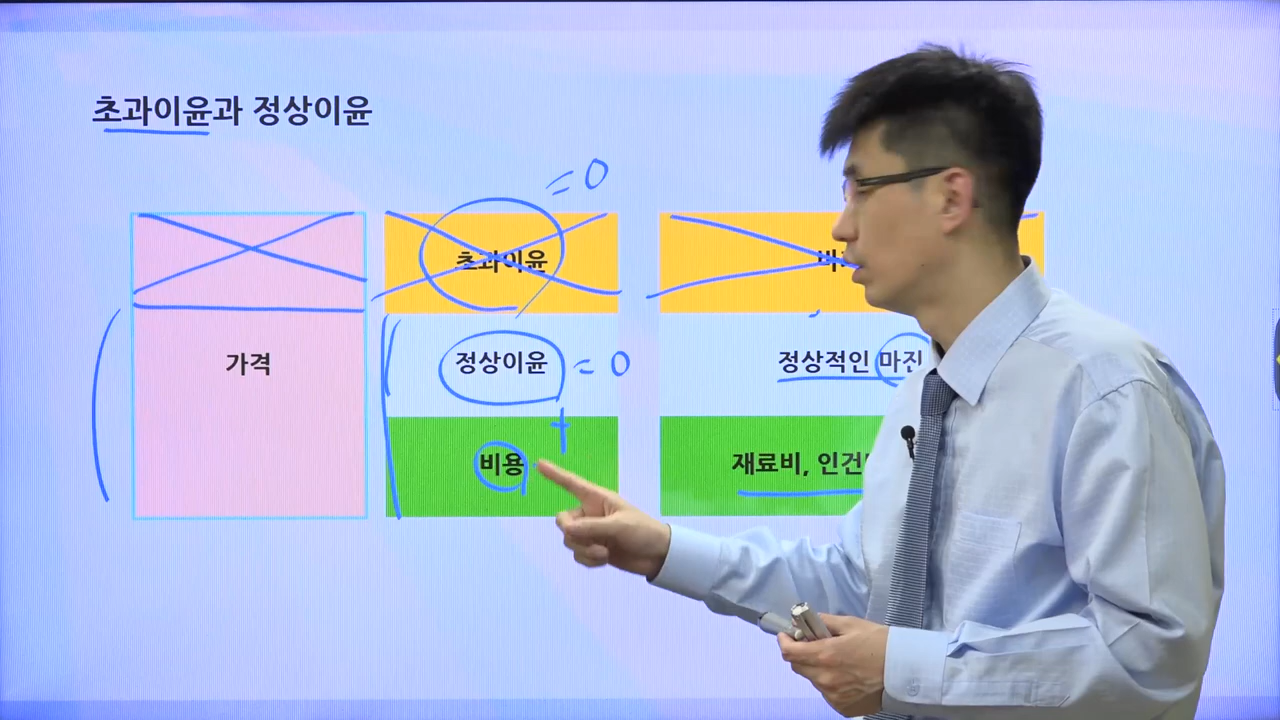 초과이윤과 정상이윤
= 0
초과이윤
가격
정상이윤 = 0
정상적인 마진
+
비용
재료비, 인건